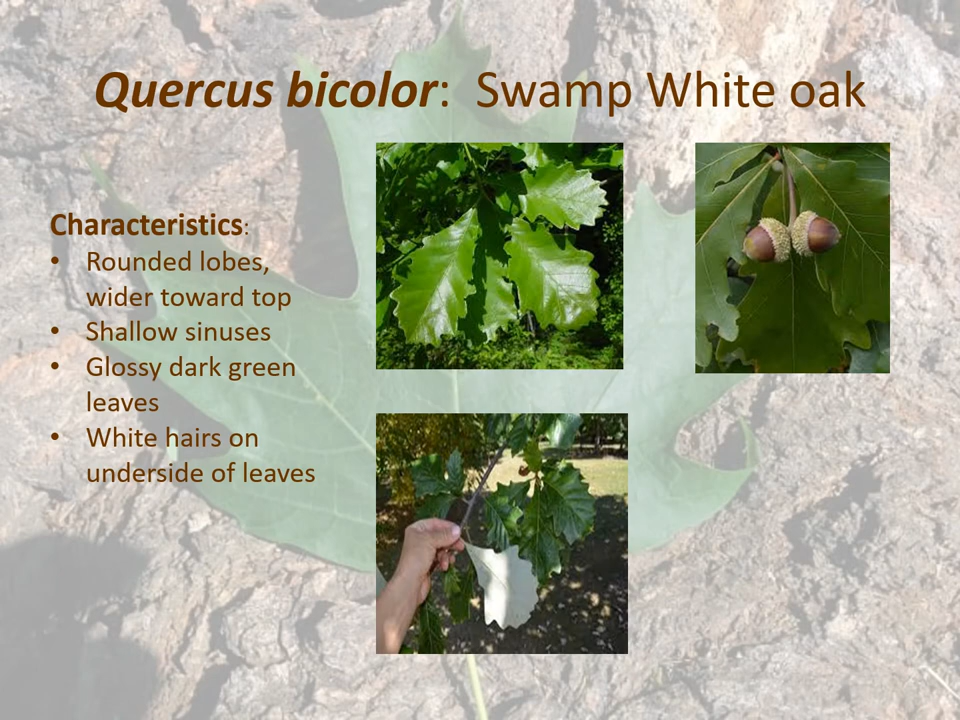 Quercus bicolor: Swamp White oak
Characteristics:
• Rounded lobes,
wider toward top
• Shallow sinuses
• Glossy dark green
leaves
• White hairs on
underside of leaves